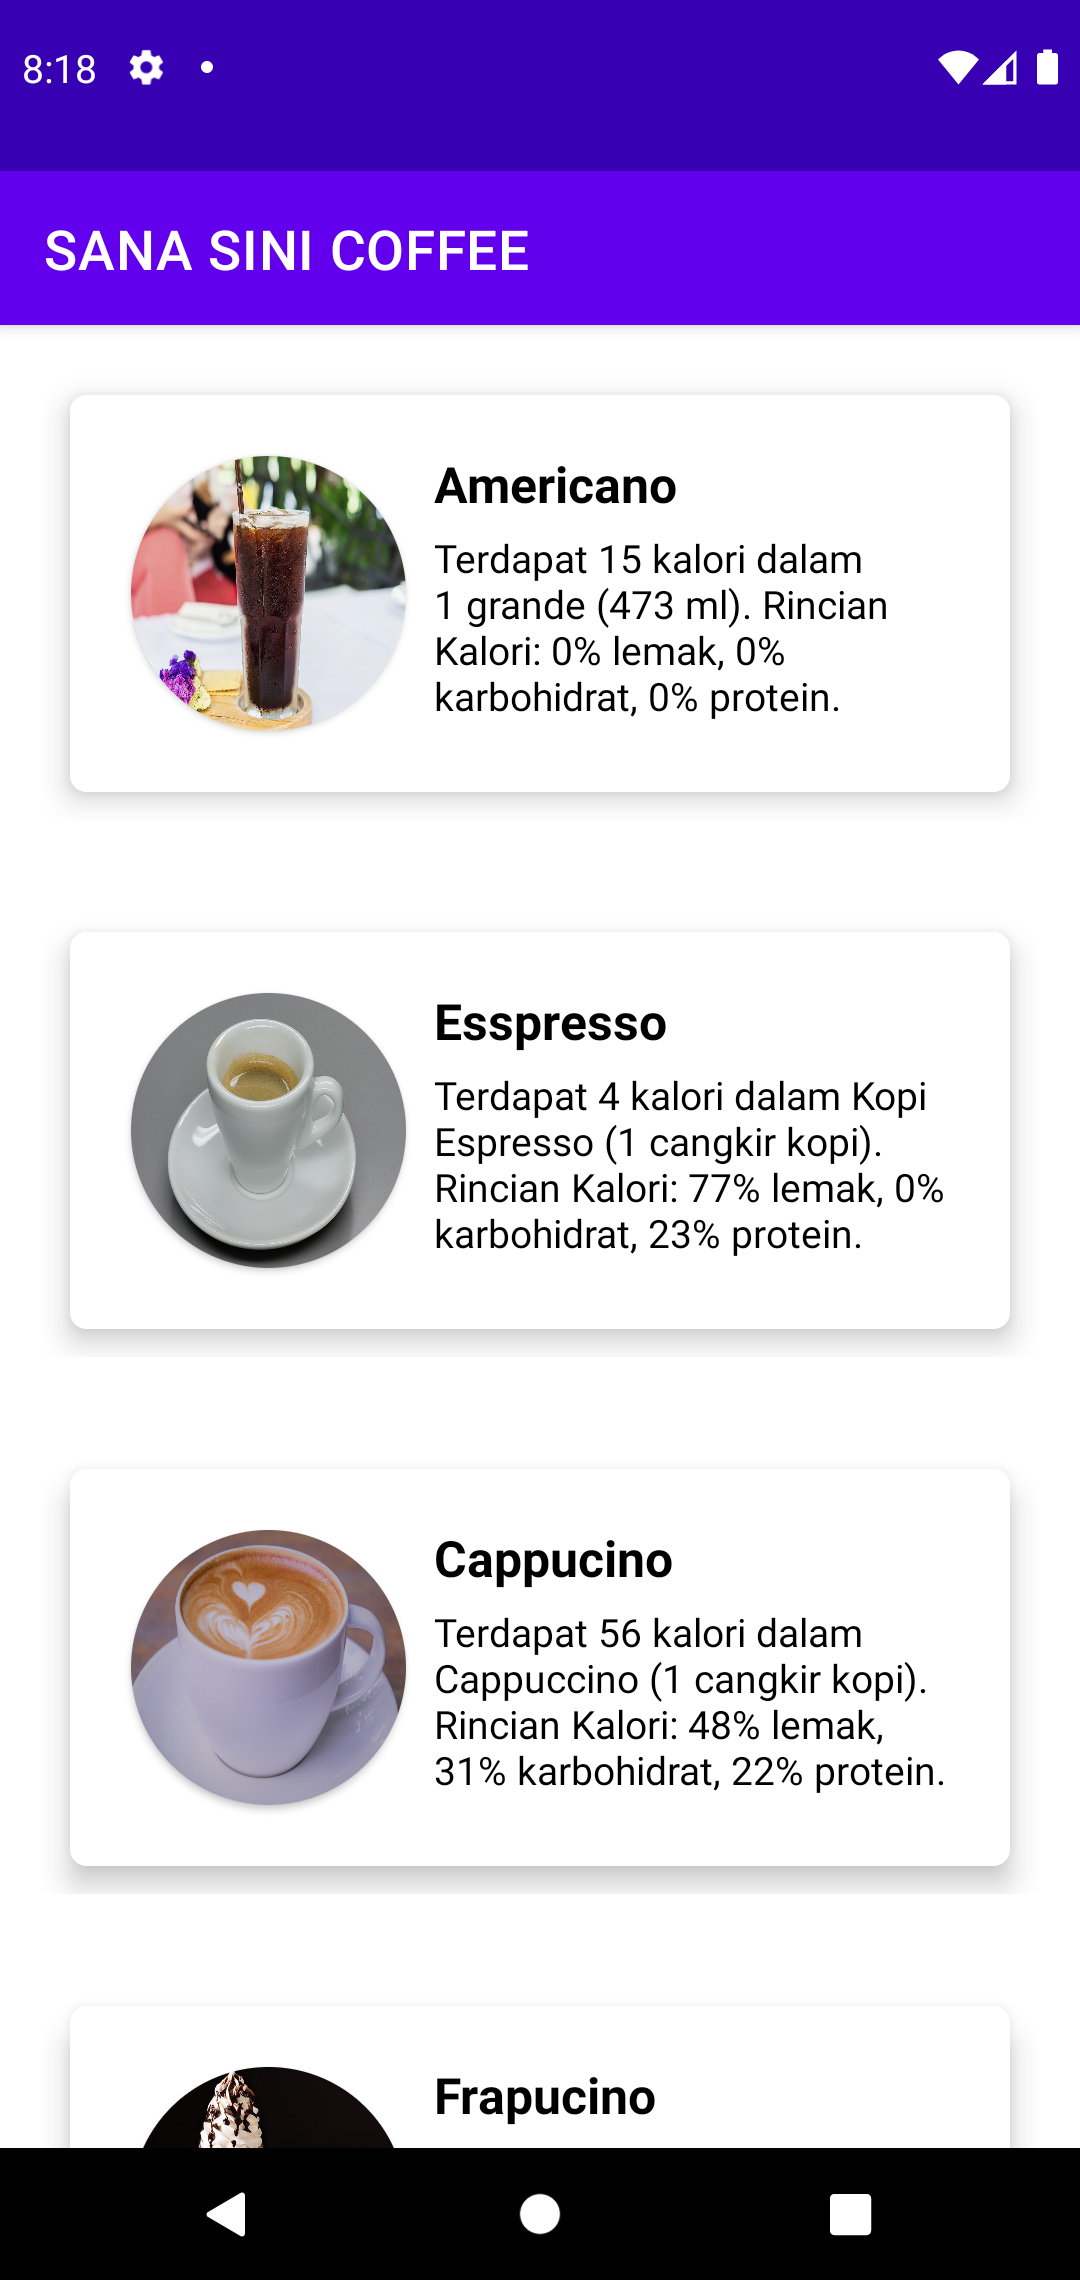 8:18
SANA SINI COFFEE
Americano
Terdapat 15 kalori dalam
1 grande (473 ml). Rincian
Kalori: 0% lemak, 0%
karbohidrat, 0% protein.
Esspresso
Terdapat 4 kalori dalam Kopi
Espresso (1 cangkir kopi).
Rincian Kalori: 77% lemak, 0%
karbohidrat, 23% protein.
Cappucino
Terdapat 56 kalori dalam
Cappuccino (1 cangkir kopi).
Rincian Kalori: 48% lemak,
31% karbohidrat, 22% protein.
Frapucino